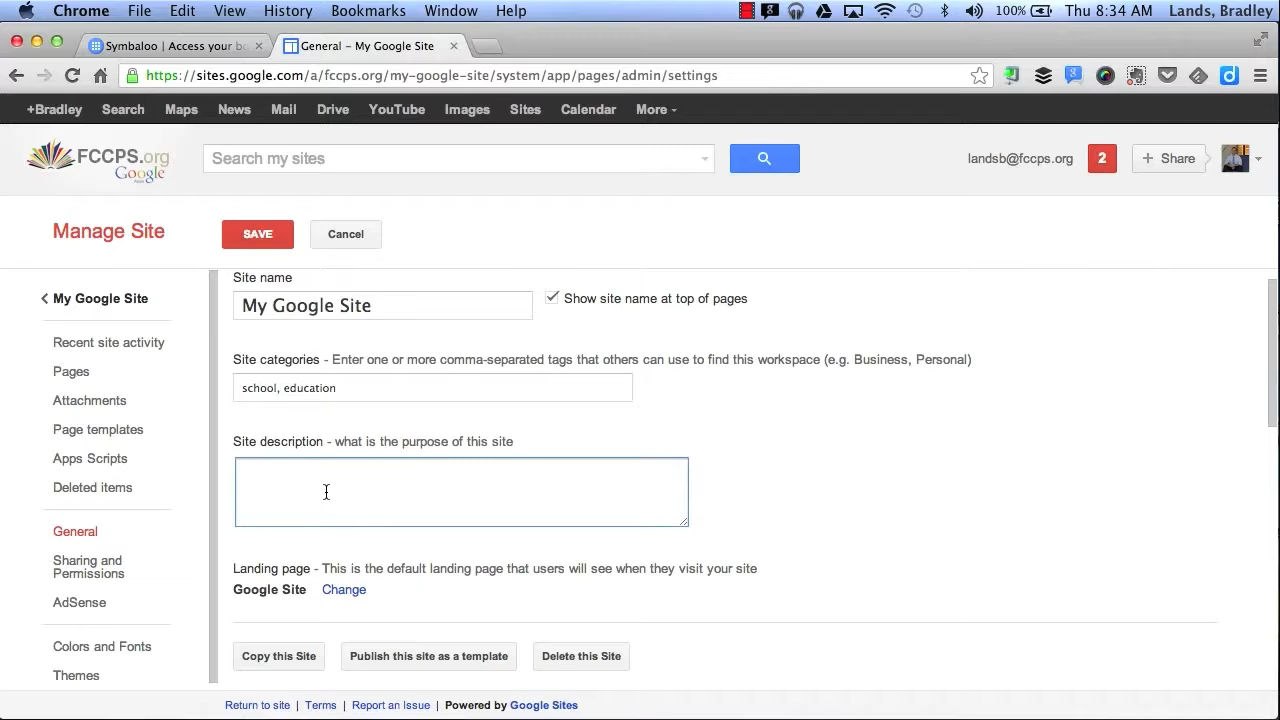 Chrome File Edit View History Bookmarks Window Help 100% Thu 8:34 AM Lands, Bradley
Symbaloo | Access your bo
General – My Google Site
https://sites.google.com/a/fccps.org/my-google-site/system/app/pages/admin/settings
+Bradley Search Maps News Mail Drive YouTube Images Sites Calendar More
FCCPS.org
Google
Search my sites
landsb@fccps.org 2 + Share
Manage Site SAVE Cancel
My Google Site
Recent site activity
Pages
Attachments
Page templates
Apps Scripts
Deleted items
General
Sharing and
Permissions
AdSense
Colors and Fonts
Themes
Site name
My Google Site
Show site name at top of pages
Site categories - Enter one or more comma-separated tags that others can use to find this workspace (e.g. Business, Personal)
school, education
Site description - what is the purpose of this site
Landing page - This is the default landing page that users will see when they visit your site
Google Site Change
Copy this Site Publish this site as a template Delete this Site
Return to site | Terms | Report an Issue | Powered by Google Sites